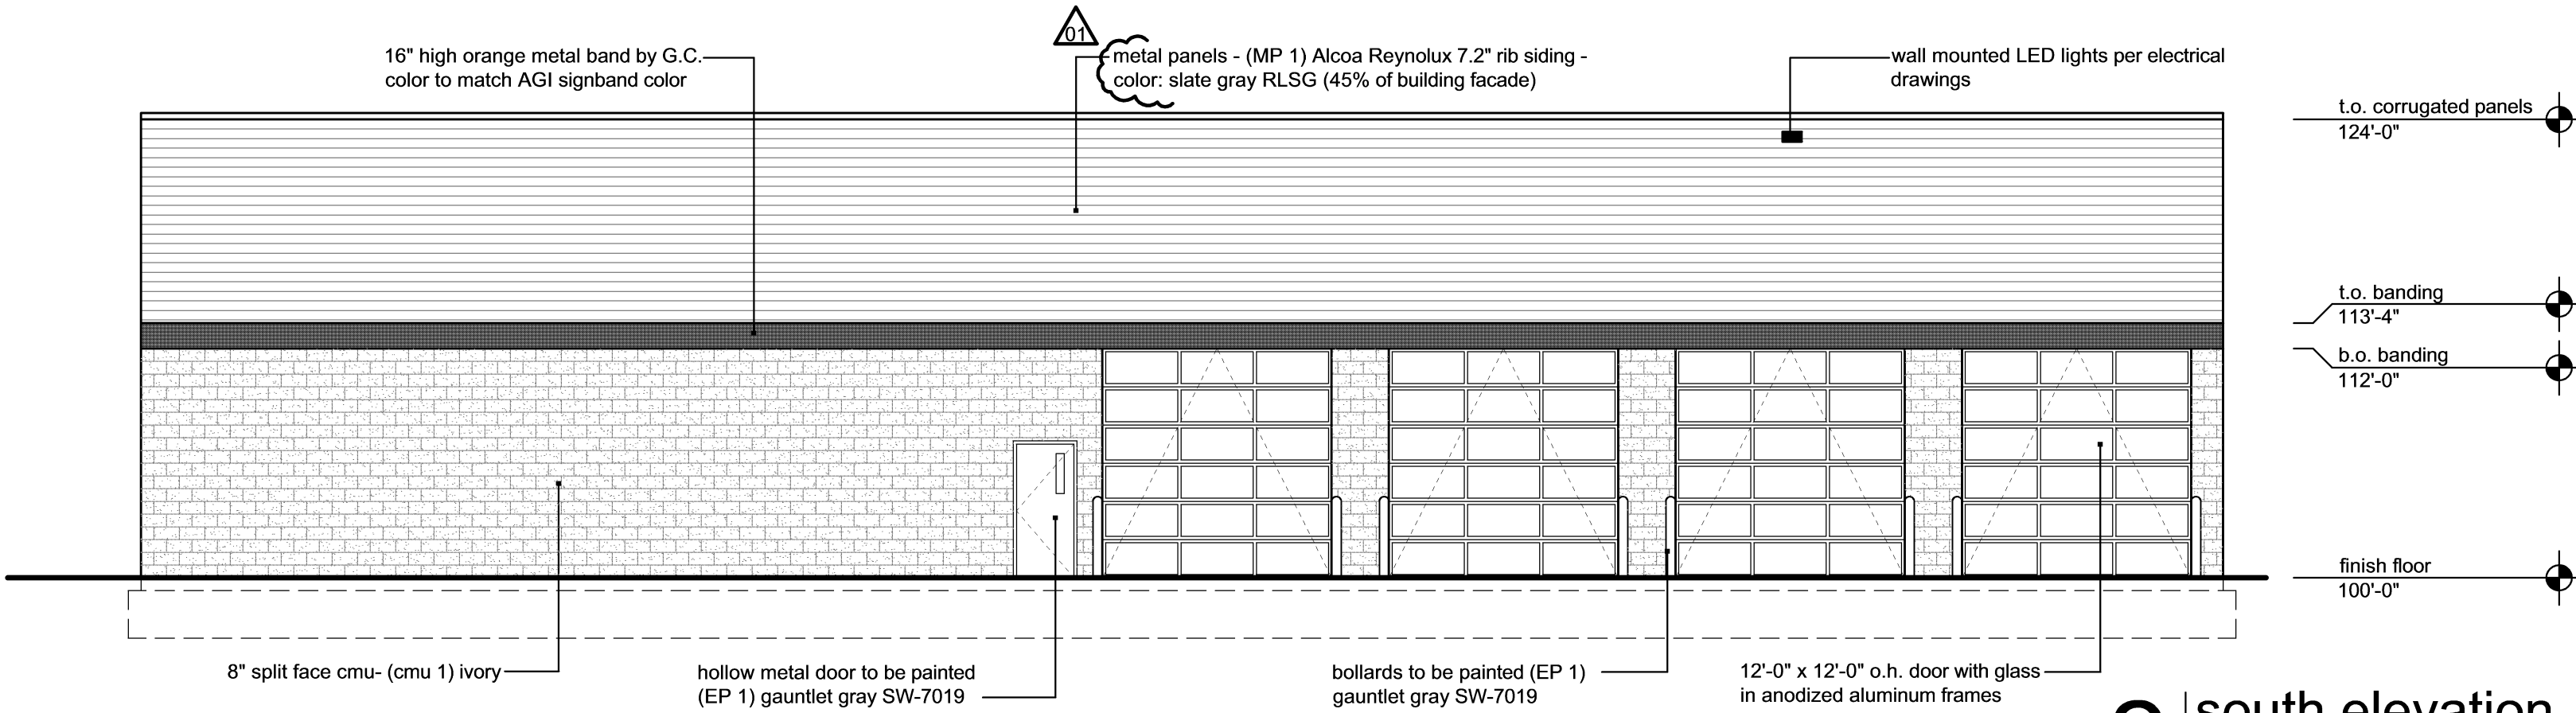 01
16" high orange metal band by G.C.
color to match AGI signband color
metal panels - (MP 1) Alcoa Reynolux 7.2" rib siding -
color: slate gray RLSG (45% of building facade)
wall mounted LED lights per electrical
drawings
t.o. corrugated panels
124'-0"
t.o. banding
113'-4"
b.o. banding
112'-0"
finish floor
100'-0"
8" split face cmu- (cmu 1) ivory
hollow metal door to be painted
(EP 1) gauntlet gray SW-7019
bollards to be painted (EP 1)
gauntlet gray SW-7019
12'-0" x 12'-0" o.h. door with glass
in anodized aluminum frames
south elevation